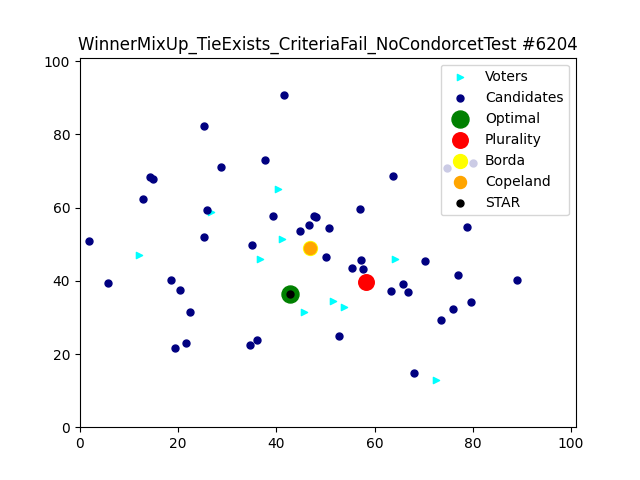 WinnerMixUp_TieExists_CriteriaFail_NoCondorcetTest #6204
100
80
60
40
20
0
0 20 40 60 80 100
Voters
Candidates
Optimal
Plurality
Borda
Copeland
STAR